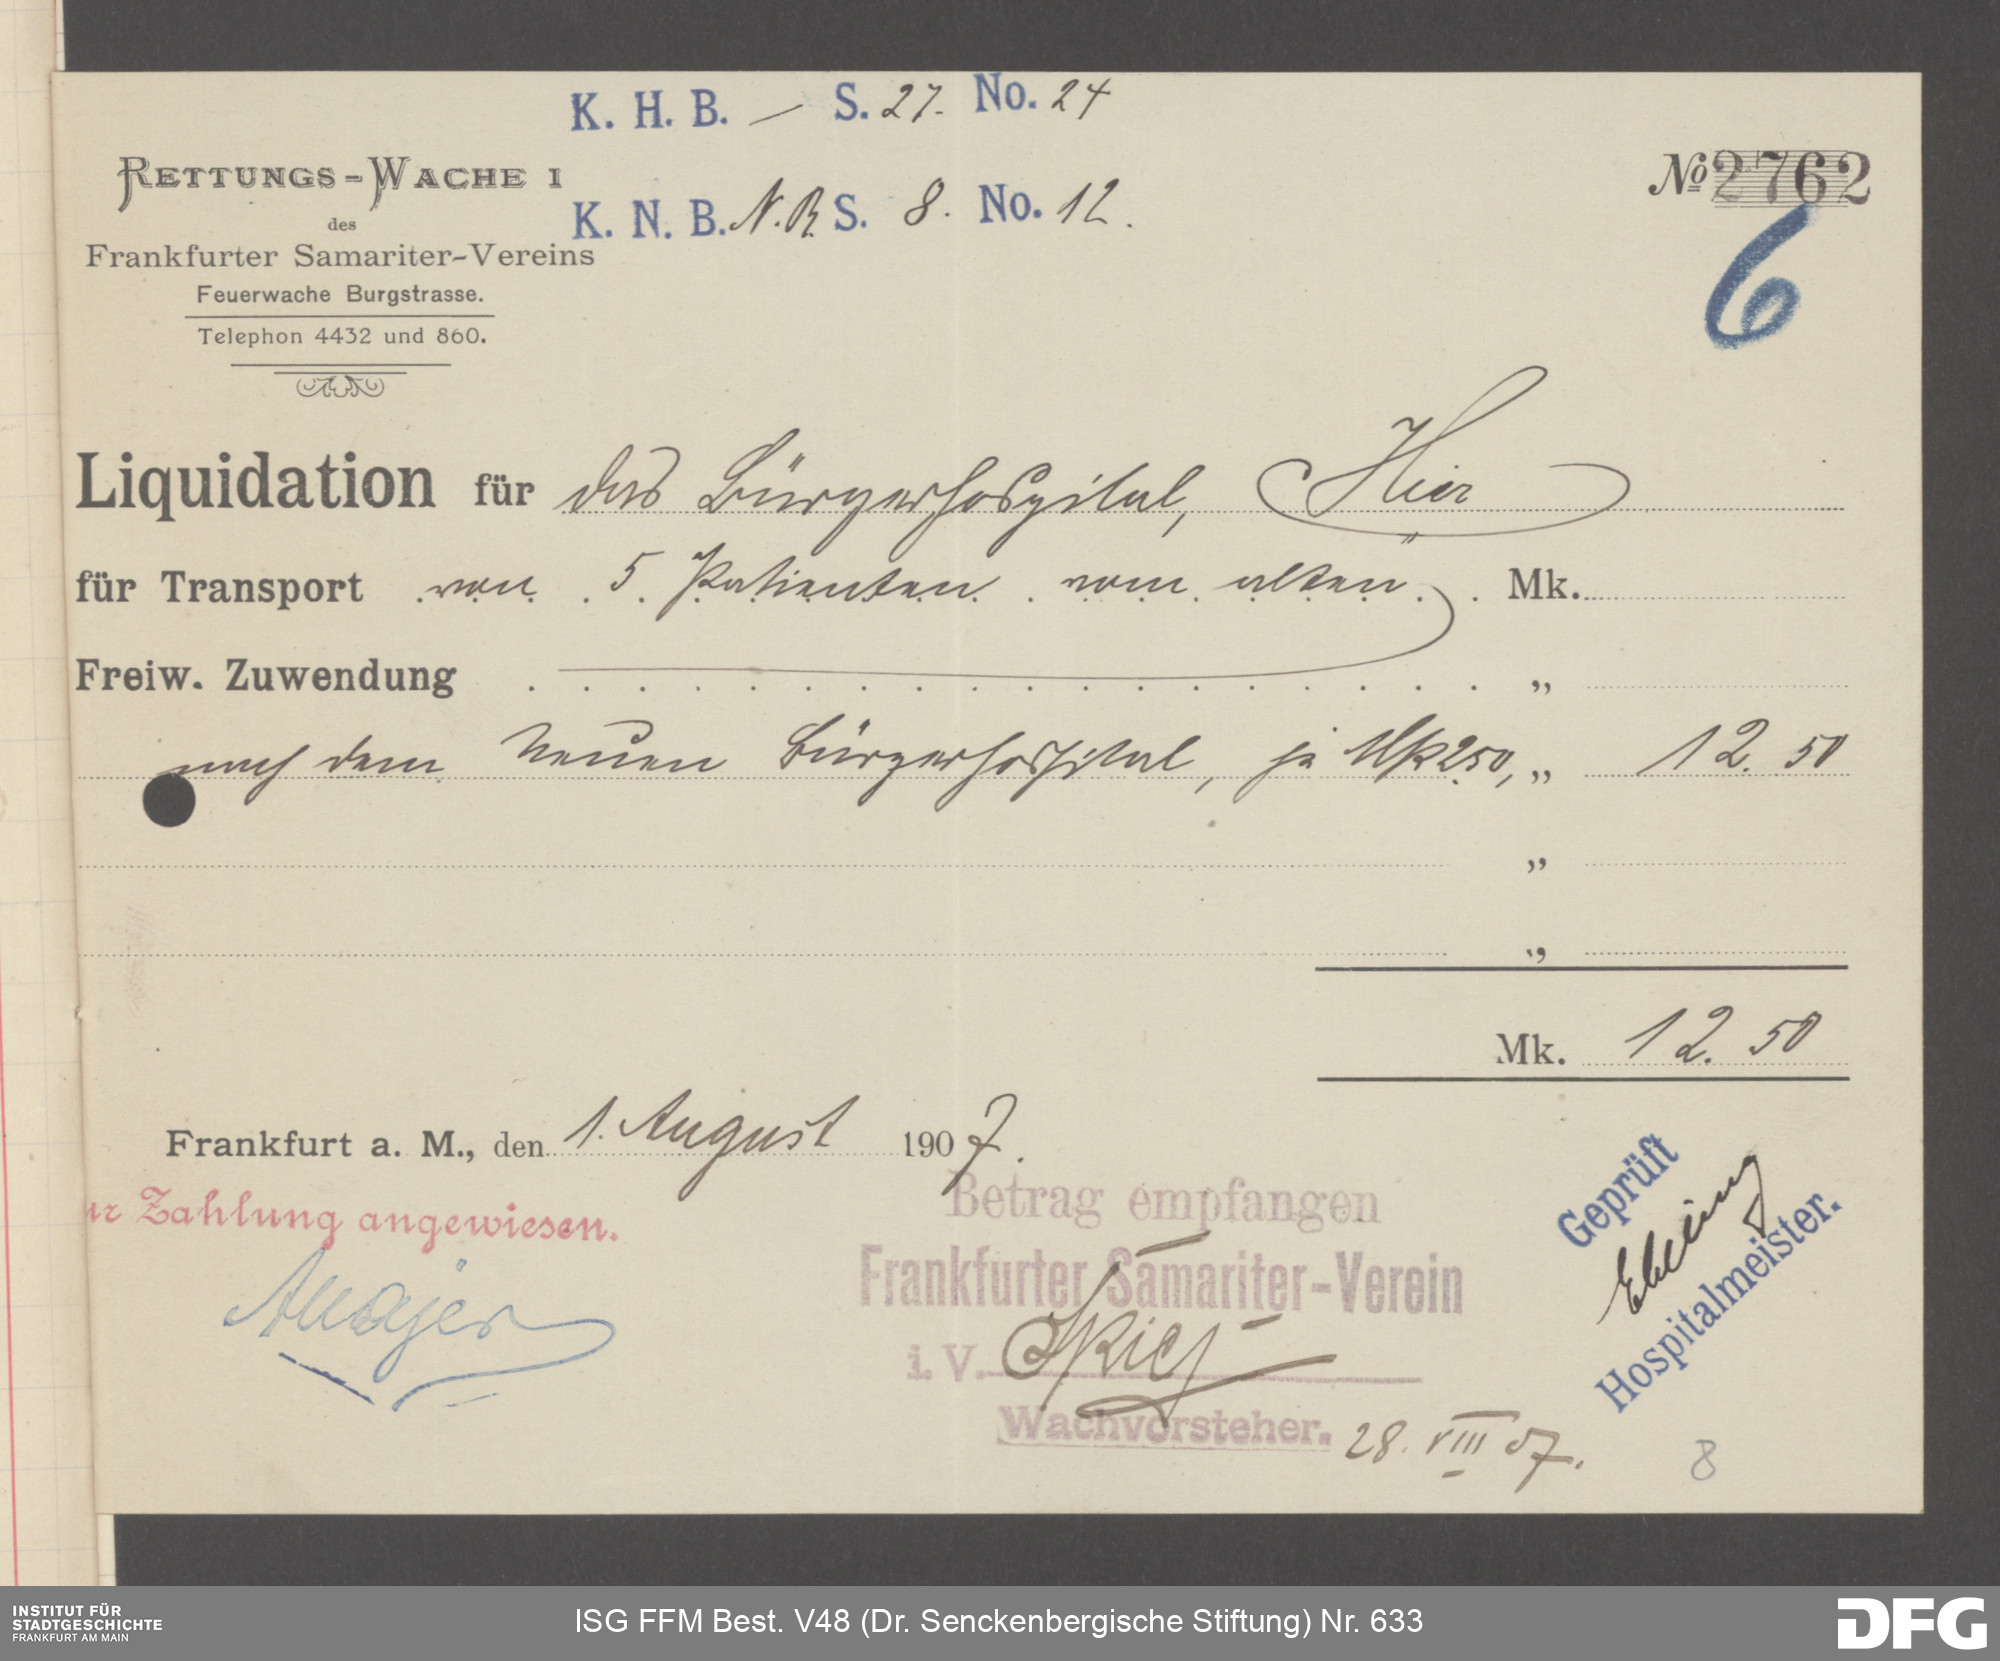 K. H. B. — S. 27. No. 24
K. N. B. N.B. S. 8. No. 12.
RETTUNGS-WACHE I
des
Frankfurter Samariter-Vereins
Feuerwache Burgstrasse.
Telephon 4432 und 860.
No 2762
6
Liquidation für das Bürgerhospital, Hier
für Transport von 5 Patienten vom alten Mk.
Freiw. Zuwendung „
nach dem neuen Bürgerhospital, je Mk 2.50, „ 12. 50
„
„
Mk. 12. 50
Frankfurt a. M., den 1. August 1907.
ur Zahlung angewiesen.
Betrag empfangen
Frankfurter Samariter-Verein
i. V.
Wachvorsteher. 28. VIII 07.
Geprüft
Hospitalmeister.
8
INSTITUT FÜR
STADTGESCHICHTE
FRANKFURT AM MAIN
ISG FFM Best. V48 (Dr. Senckenbergische Stiftung) Nr. 633
DFG